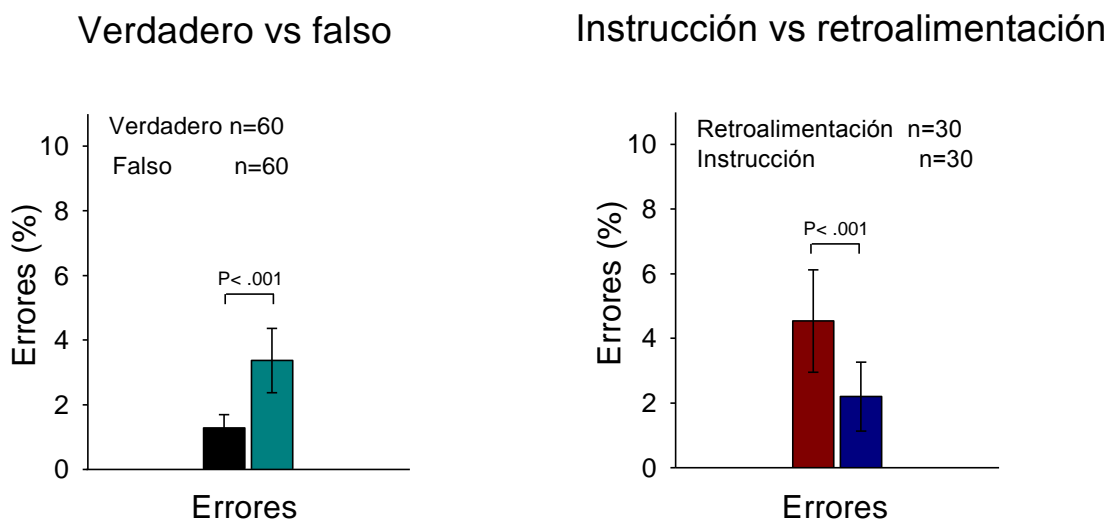 Verdadero vs falso
Verdadero n=60
Falso n=60
10
8
6
4
2
0
Errores (%)
P< .001
Errores
Instrucción vs retroalimentación
Retroalimentación n=30
Instrucción n=30
10
8
6
4
2
0
Errores (%)
P< .001
Errores